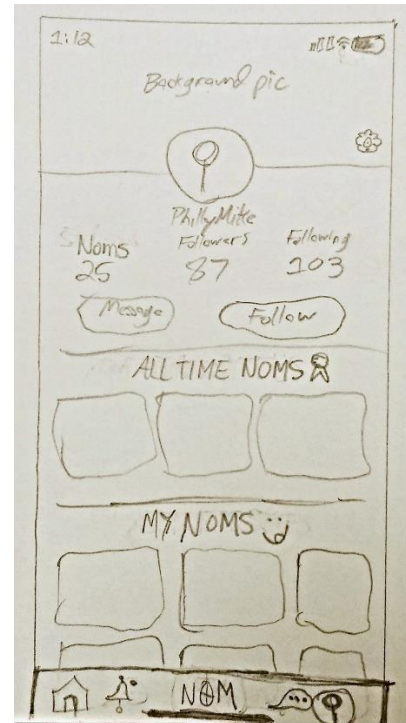 1:12
Background pic
PhillyMike
Noms Followers Following
25 87 103
Message Follow
ALL TIME NOMS
MY NOMS
NOM